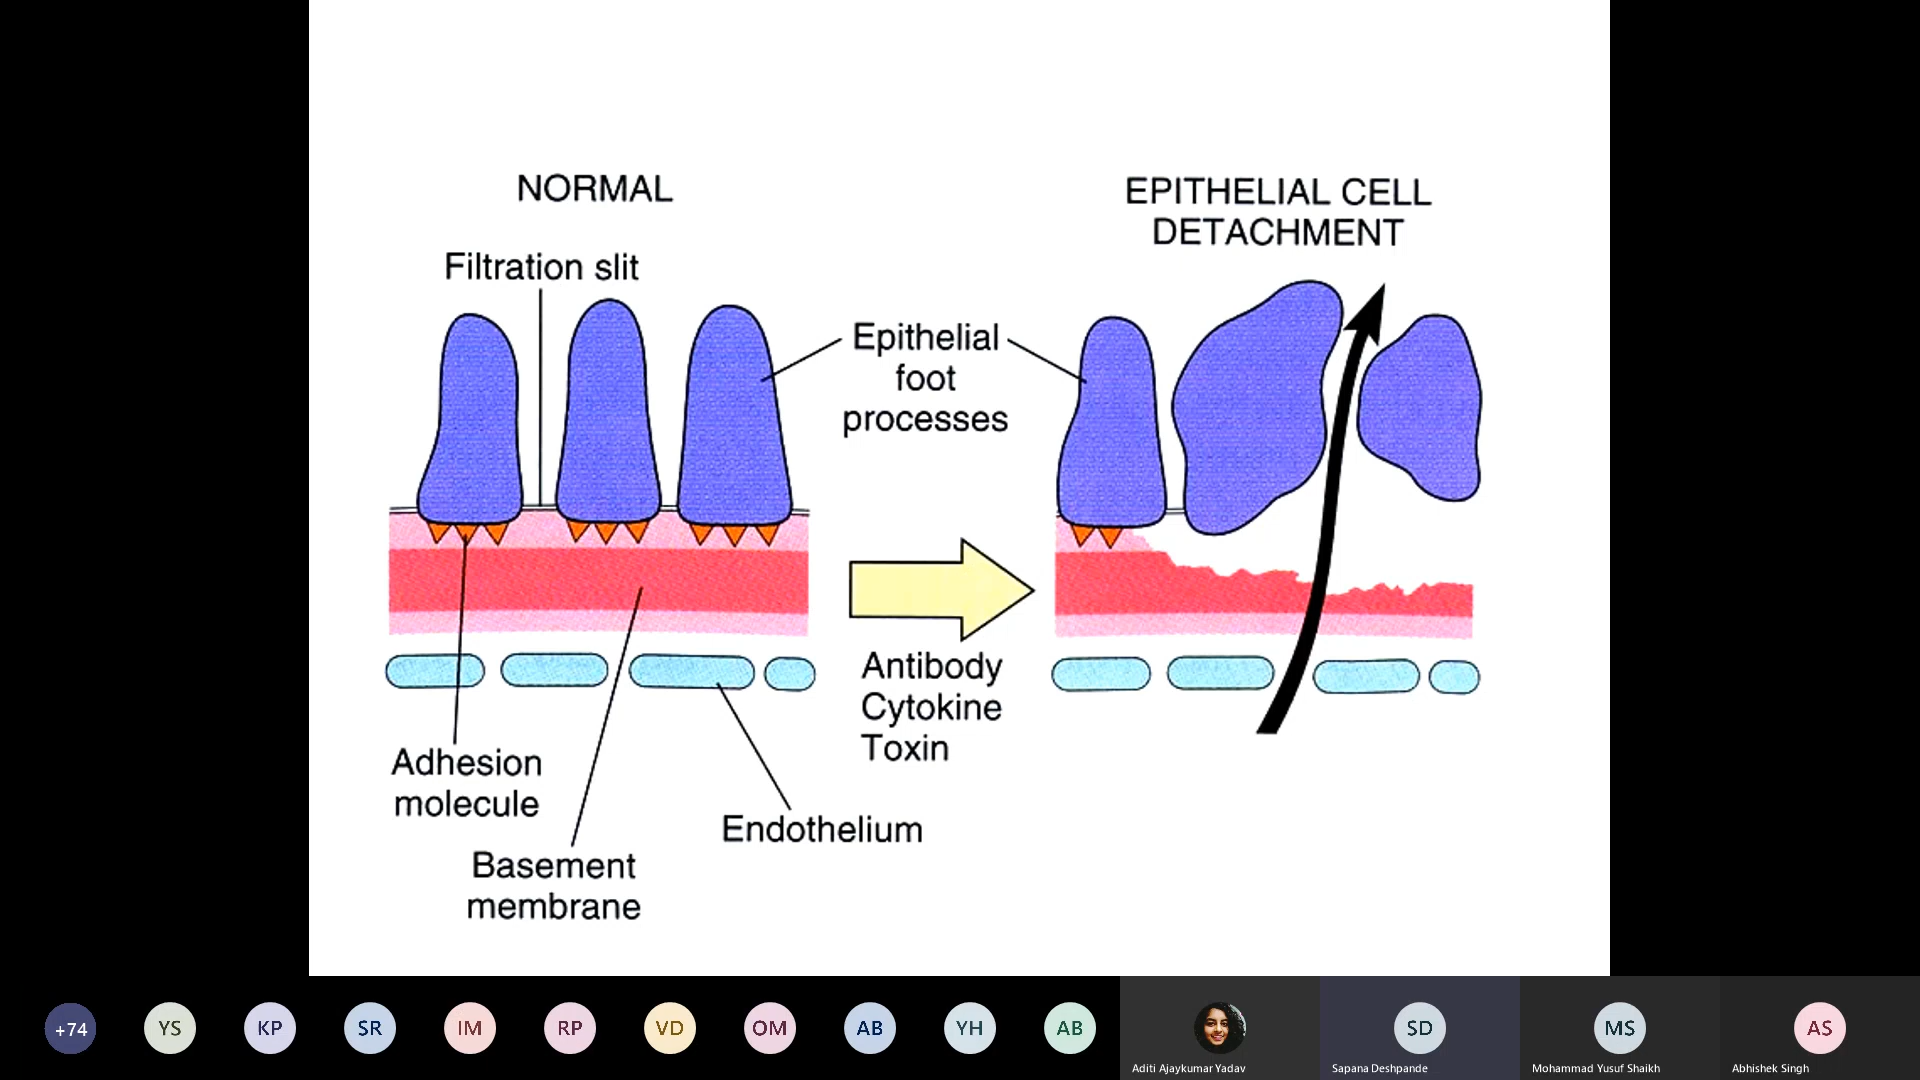 NORMAL
EPITHELIAL CELL
DETACHMENT
Filtration slit
Epithelial
foot
processes
Antibody
Cytokine
Toxin
Adhesion
molecule
Endothelium
Basement
membrane
+74
YS
KP
SR
IM
RP
VD
OM
AB
YH
AB
SD
MS
AS
Aditi Ajaykumar Yadav
Sapana Deshpande
Mohammad Yusuf Shaikh
Abhishek Singh